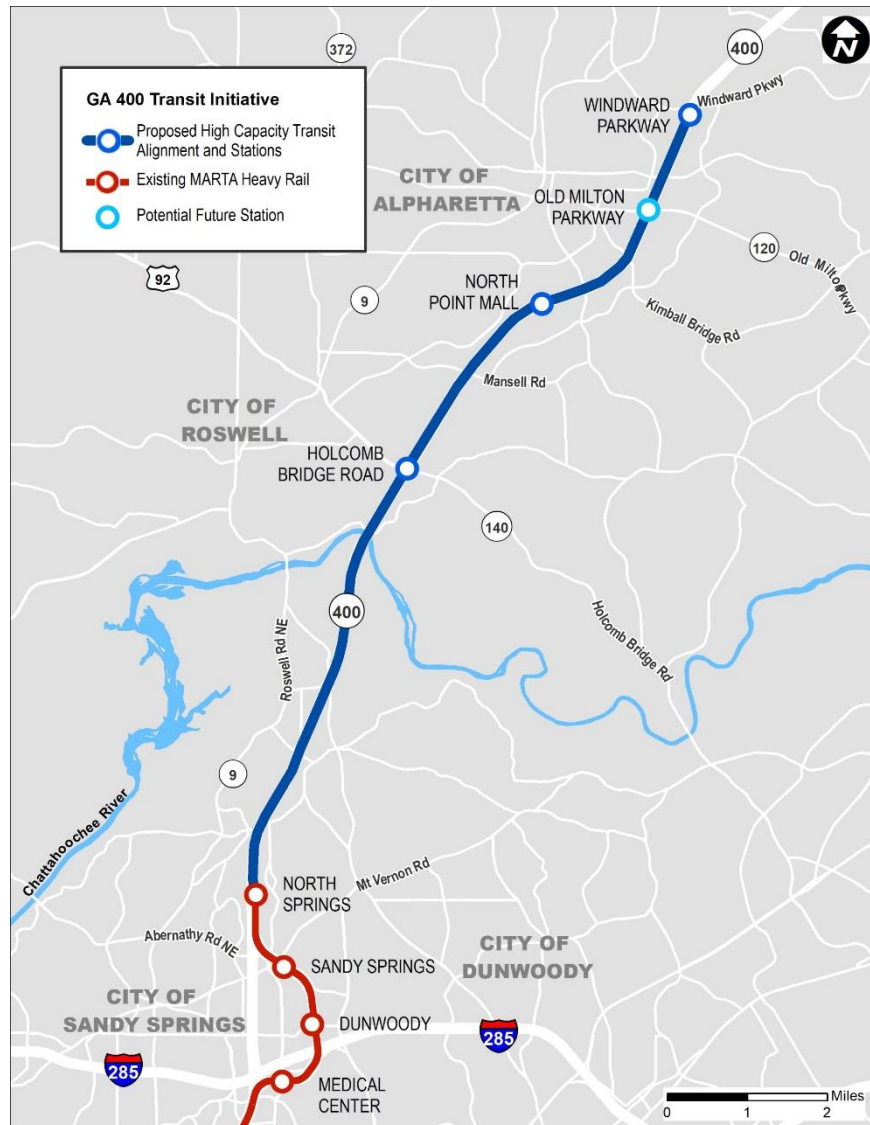 372
400
N
GA 400 Transit Initiative
Proposed High Capacity Transit
Alignment and Stations
Existing MARTA Heavy Rail
Potential Future Station
WINDWARD
PARKWAY
Windward Pkwy
CITY OF
ALPHARETTA
OLD MILTON
PARKWAY
120
Old Milton Pkwy
92
9
NORTH
POINT MALL
Kimball Bridge Rd
Mansell Rd
CITY OF
ROSWELL
HOLCOMB
BRIDGE ROAD
140
400
Roswell Rd NE
Holcomb Bridge Rd
9
Chattahoochee River
NORTH
SPRINGS
Mt Vernon Rd
Abernathy Rd NE
SANDY SPRINGS
CITY OF
DUNWOODY
CITY OF
SANDY SPRINGS
DUNWOODY
285
285
MEDICAL
CENTER
Miles
0 1 2